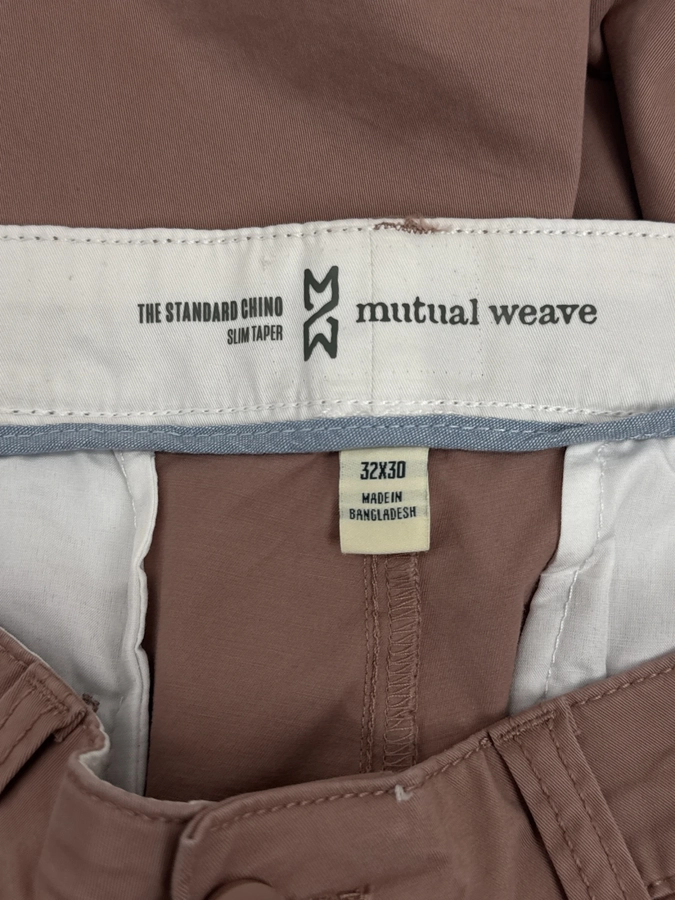 THE STANDARD CHINO
SLIM TAPER
mutual weave
32X30
MADE IN
BANGLADESH